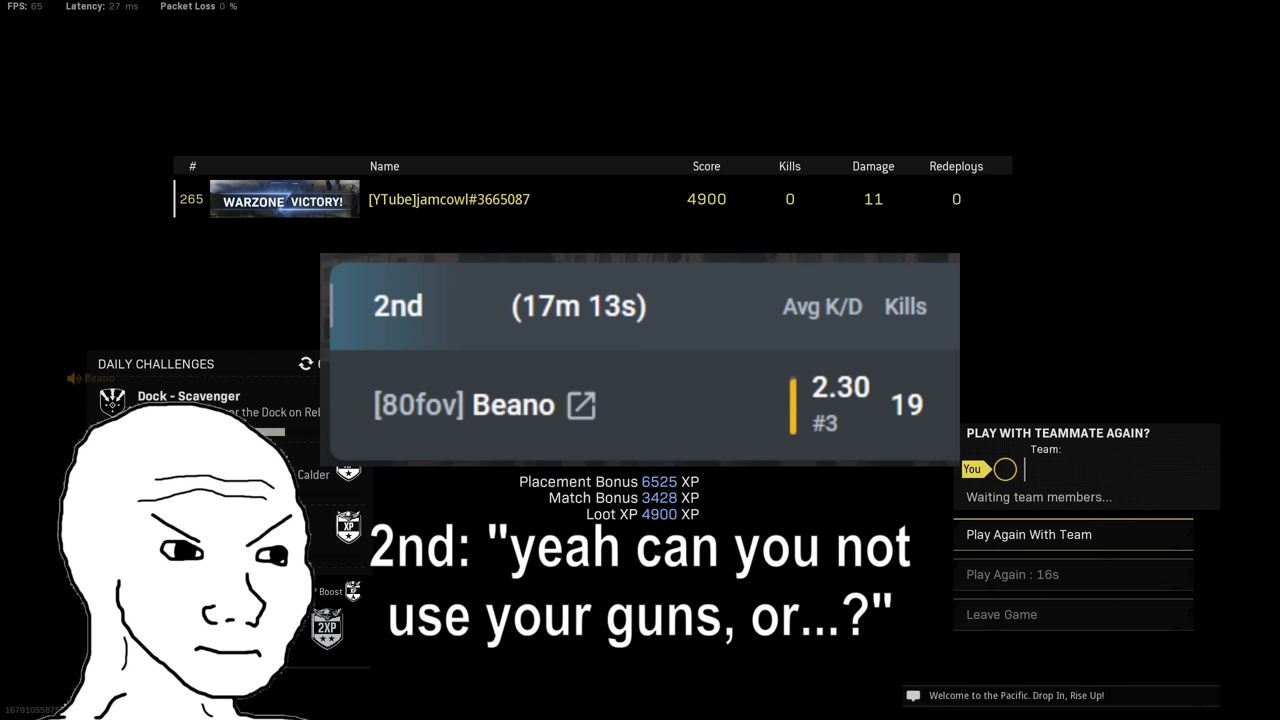 FPS: 65 Latency: 27 ms Packet Loss 0 %
# Name Score Kills Damage Redeploys
265 WARZONE VICTORY! [YTube]jamcowl#3665087 4900 0 11 0
2nd (17m 13s) Avg K/D Kills
[80fov] Beano 2.30 19
#3
DAILY CHALLENGES
Beano
Dock - Scavenger
the Dock on
Calder
XP
Boost
2XP
Placement Bonus 6525 XP
Match Bonus 3428 XP
Loot XP 4900 XP
2nd: "yeah can you not
use your guns, or...?"
PLAY WITH TEAMMATE AGAIN?
Team:
You
Waiting team members...
Play Again With Team
Play Again : 16s
Leave Game
Welcome to the Pacific. Drop In, Rise Up!